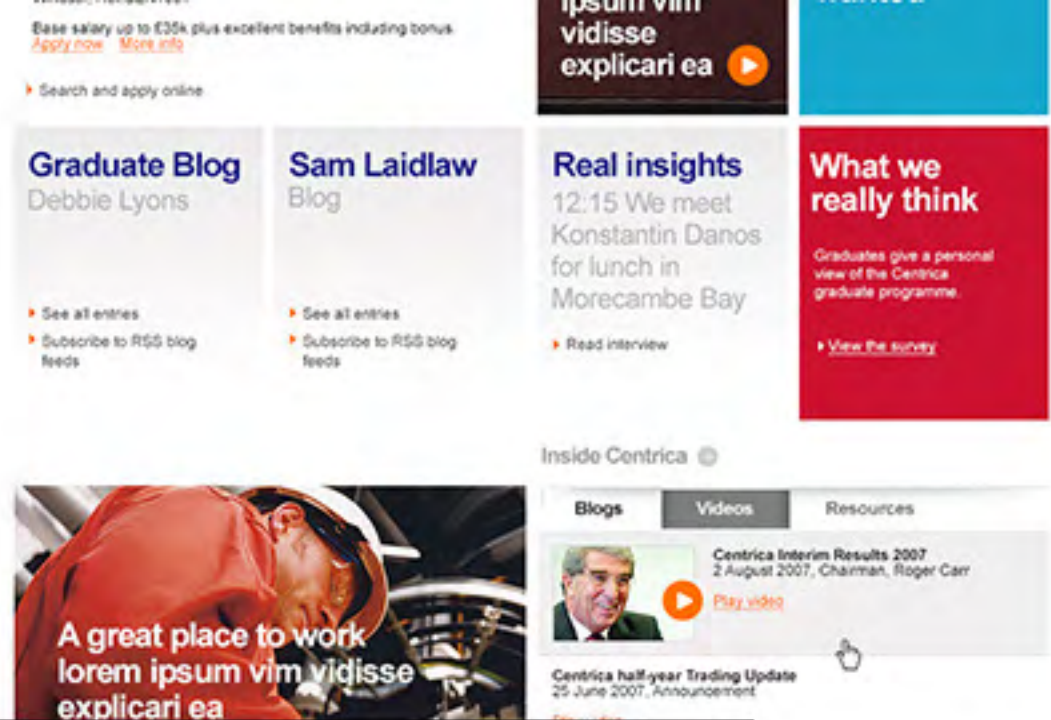 Base salary up to £35k plus excellent benefits including bonus
Apply now More info
Search and apply online
ipsum vim
vidisse
explicari ea
Graduate Blog
Debbie Lyons
See all entries
Subscribe to RSS blog
feeds
Sam Laidlaw
Blog
See all entries
Subscribe to RSS blog
feeds
Real insights
12:15 We meet
Konstantin Danos
for lunch in
Morecambe Bay
Read interview
What we
really think
Graduates give a personal
view of the Centrica
graduate programme.
View the survey
A great place to work
lorem ipsum vim vidisse
explicari ea
Inside Centrica
Blogs Videos Resources
Centrica Interim Results 2007
2 August 2007, Chairman, Roger Carr
Play video
Centrica half-year Trading Update
25 June 2007, Announcement